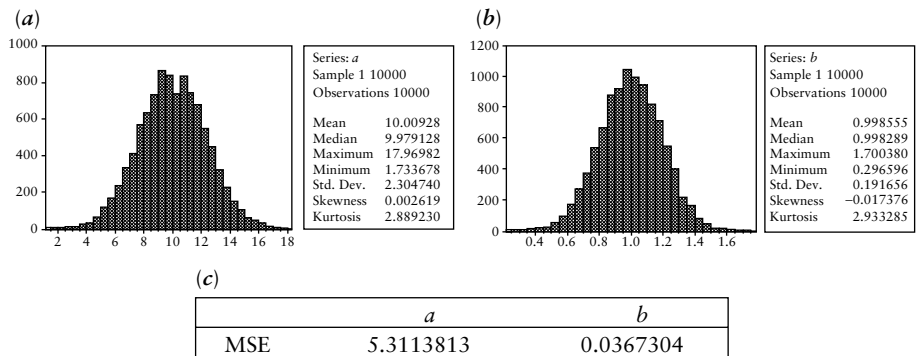 (a)
1000
800
600
400
200
0
2 4 6 8 10 12 14 16 18
Series: a
Sample 1 10000
Observations 10000
Mean 10.00928
Median 9.979128
Maximum 17.96982
Minimum 1.733678
Std. Dev. 2.304740
Skewness 0.002619
Kurtosis 2.889230
(b)
1200
1000
800
600
400
200
0
0.4 0.6 0.8 1.0 1.2 1.4 1.6
Series: b
Sample 1 10000
Observations 10000
Mean 0.998555
Median 0.998289
Maximum 1.700380
Minimum 0.296596
Std. Dev. 0.191656
Skewness −0.017376
Kurtosis 2.933285
(c)
a b
MSE 5.3113813 0.0367304